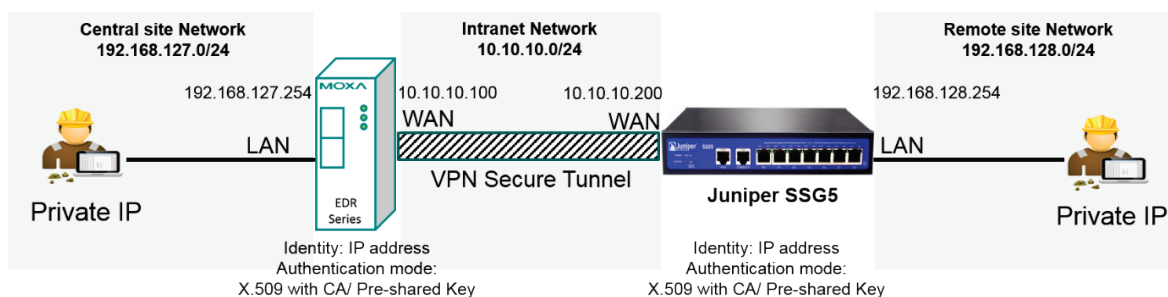 Central site Network
192.168.127.0/24
Intranet Network
10.10.10.0/24
Remote site Network
192.168.128.0/24
192.168.127.254
10.10.10.100
10.10.10.200
192.168.128.254
MOXA
WAN
WAN
LAN
LAN
Juniper
SSG5
VPN Secure Tunnel
Juniper SSG5
Private IP
Private IP
EDR
Series
Identity: IP address
Authentication mode:
X.509 with CA/ Pre-shared Key
Identity: IP address
Authentication mode:
X.509 with CA/ Pre-shared Key